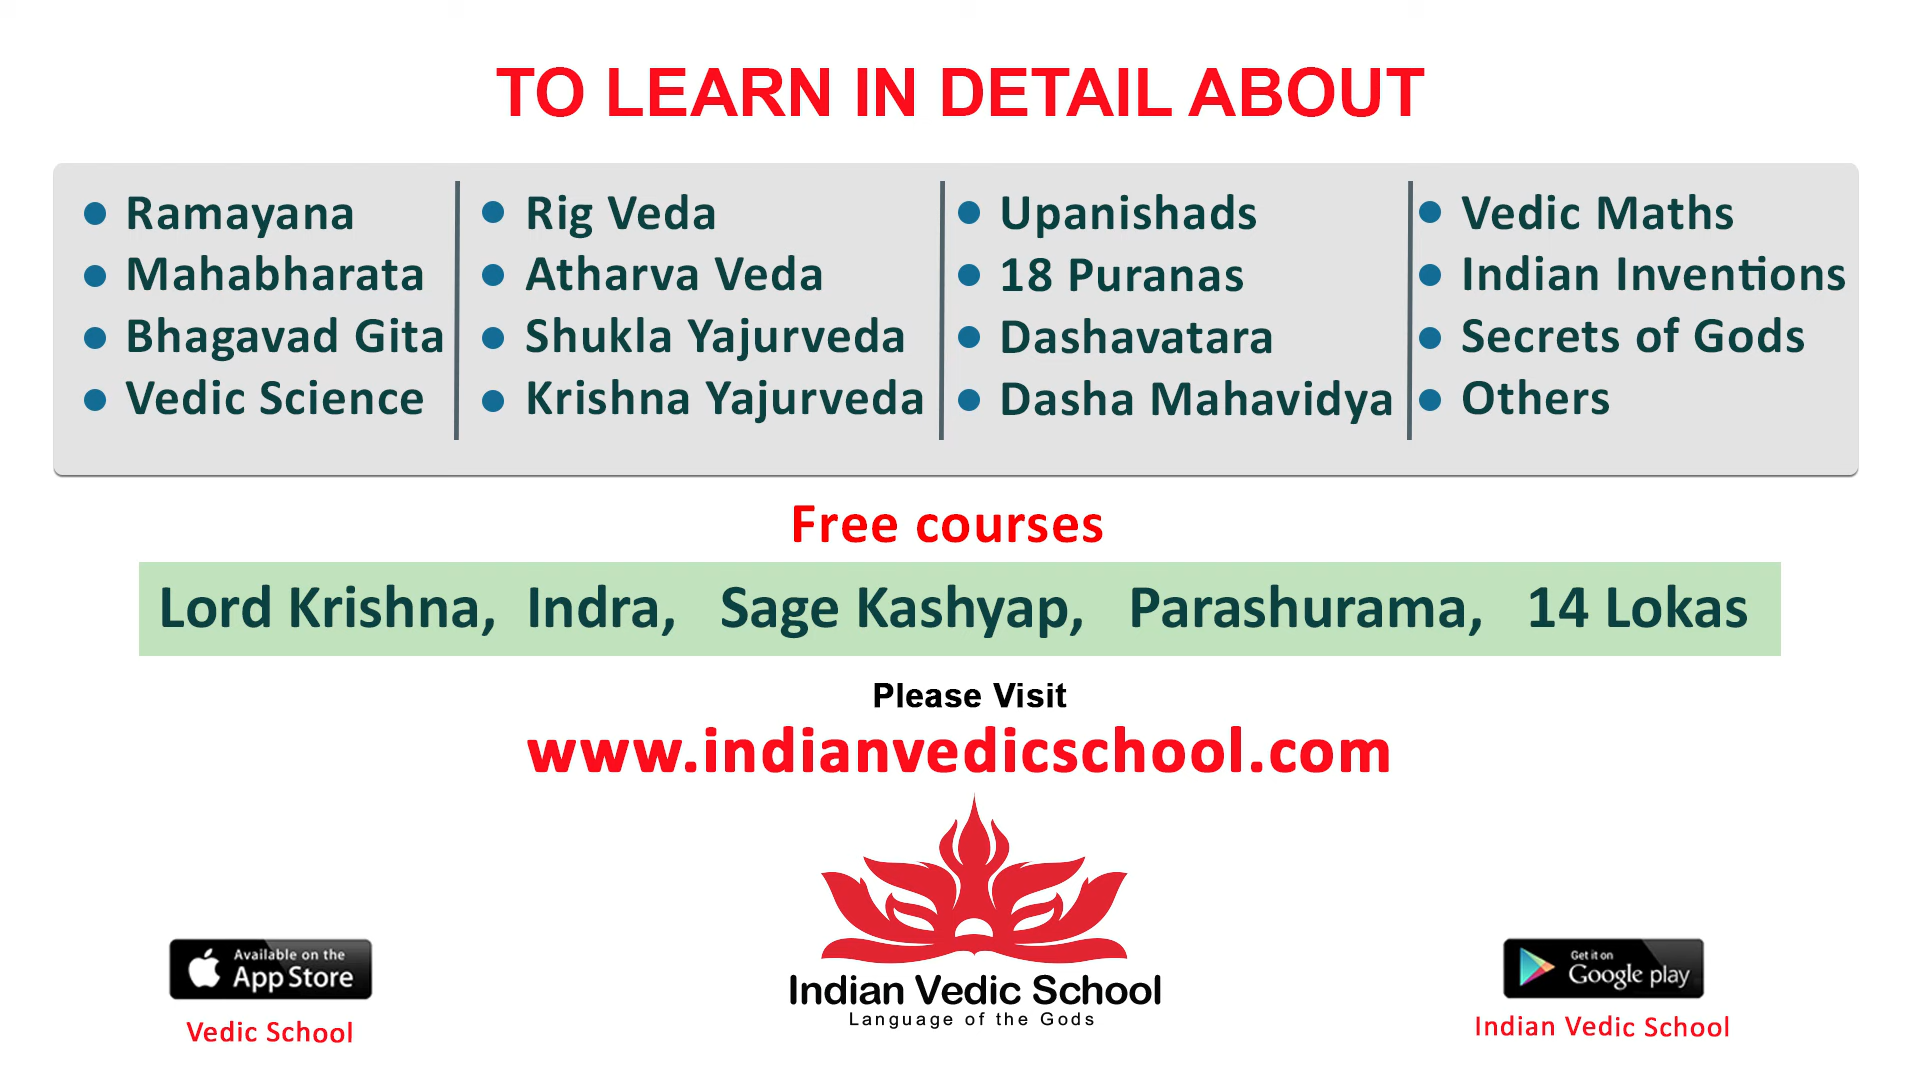 TO LEARN IN DETAIL ABOUT
Ramayana
Mahabharata
Bhagavad Gita
Vedic Science
Rig Veda
Atharva Veda
Shukla Yajurveda
Krishna Yajurveda
Upanishads
18 Puranas
Dashavatara
Dasha Mahavidya
Vedic Maths
Indian Inventions
Secrets of Gods
Others
Free courses
Lord Krishna, Indra, Sage Kashyap, Parashurama, 14 Lokas
Please Visit
www.indianvedicschool.com
Indian Vedic School
Language of the Gods
Available on the
App Store
Vedic School
Get it on
Google play
Indian Vedic School